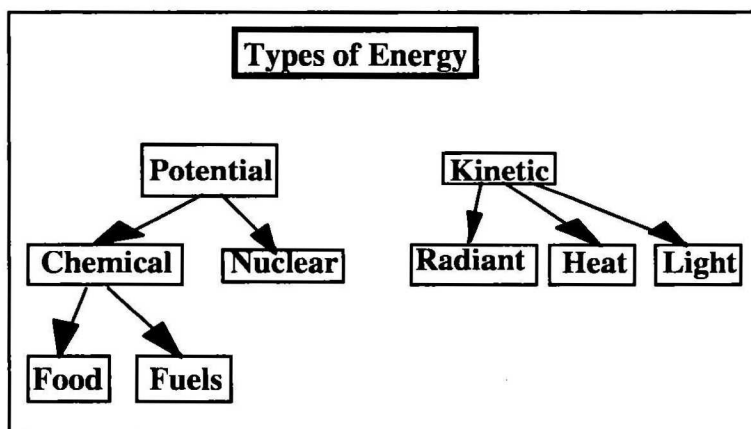 Types of Energy
Potential
Kinetic
Chemical
Nuclear
Radiant
Heat
Light
Food
Fuels